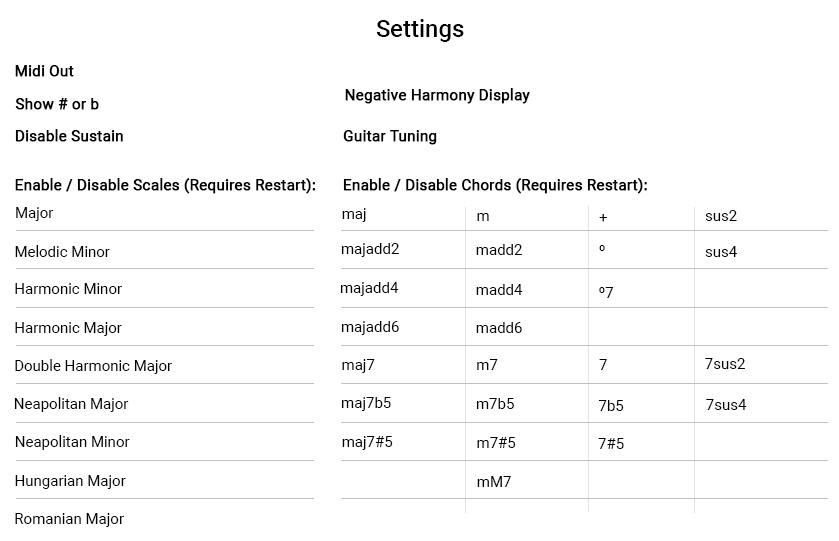 Settings
Midi Out
Show # or b
Negative Harmony Display
Disable Sustain
Guitar Tuning
Enable / Disable Scales (Requires Restart):
Major
Melodic Minor
Harmonic Minor
Harmonic Major
Double Harmonic Major
Neapolitan Major
Neapolitan Minor
Hungarian Major
Romanian Major
Enable / Disable Chords (Requires Restart):
maj m + sus2
majadd2 madd2 º sus4
majadd4 madd4 º7
majadd6 madd6
maj7 m7 7 7sus2
maj7b5 m7b5 7b5 7sus4
maj7#5 m7#5 7#5
mM7